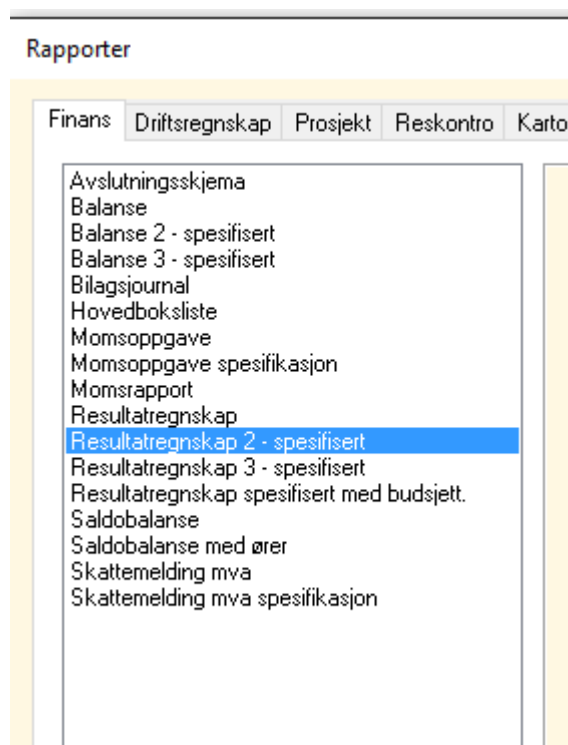 Rapporter
Finans Driftsregnskap Prosjekt Reskontro Karto
Avslutningsskjema
Balanse
Balanse 2 - spesifisert
Balanse 3 - spesifisert
Bilagsjournal
Hovedboksliste
Momsoppgave
Momsoppgave spesifikasjon
Momsrapport
Resultatregnskap
Resultatregnskap 2 - spesifisert
Resultatregnskap 3 - spesifisert
Resultatregnskap spesifisert med budsjett.
Saldobalanse
Saldobalanse med ører
Skattemelding mva
Skattemelding mva spesifikasjon